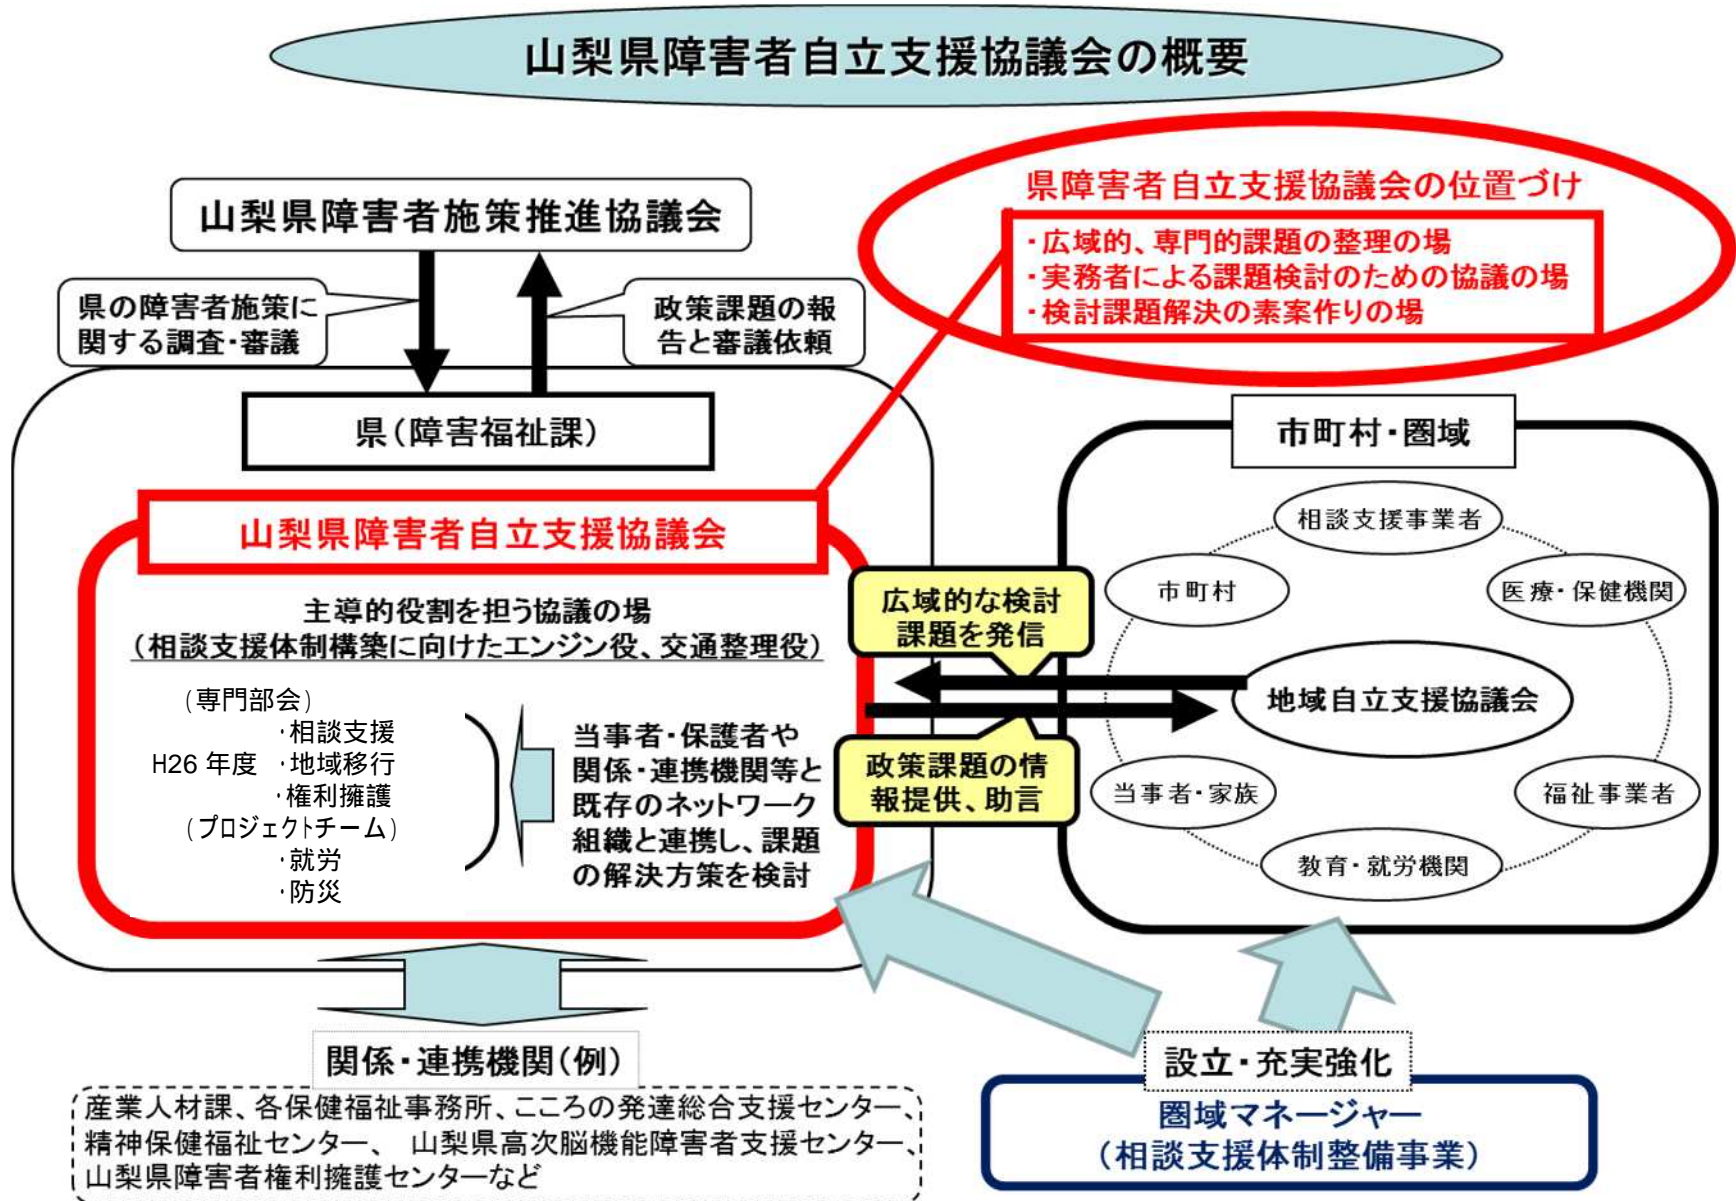 山梨県障害者自立支援協議会の概要
県障害者自立支援協議会の位置づけ
・広域的、専門的課題の整理の場
・実務者による課題検討のための協議の場
・検討課題解決の素案作りの場
山梨県障害者施策推進協議会
県の障害者施策に
関する調査・審議
政策課題の報
告と審議依頼
県(障害福祉課)
山梨県障害者自立支援協議会
主導的役割を担う協議の場
(相談支援体制構築に向けたエンジン役、交通整理役)
(専門部会)
・相談支援
H26 年度 ・地域移行
・権利擁護
(プロジェクトチーム)
・就労
・防災
当事者・保護者や
関係・連携機関等と
既存のネットワーク
組織と連携し、課題
の解決方策を検討
広域的な検討
課題を発信
政策課題の情
報提供、助言
市町村・圏域
相談支援事業者
市町村
医療・保健機関
地域自立支援協議会
当事者・家族
福祉事業者
教育・就労機関
関係・連携機関(例)
産業人材課、各保健福祉事務所、こころの発達総合支援センター、
精神保健福祉センター、 山梨県高次脳機能障害者支援センター、
山梨県障害者権利擁護センターなど
設立・充実強化
圏域マネージャー
(相談支援体制整備事業)